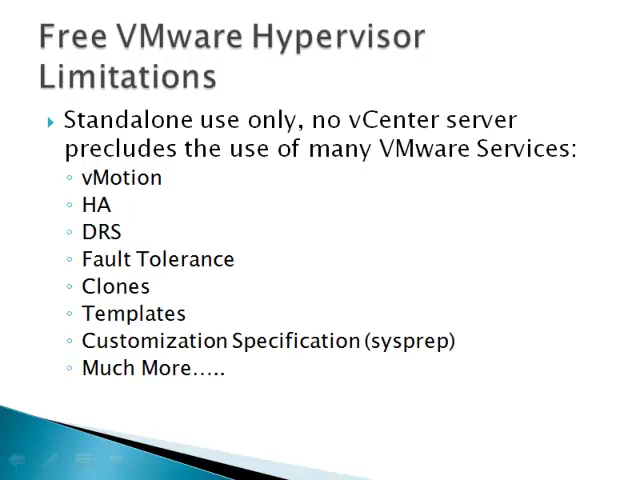 Free VMware Hypervisor
Limitations
Standalone use only, no vCenter server
precludes the use of many VMware Services:
vMotion
HA
DRS
Fault Tolerance
Clones
Templates
Customization Specification (sysprep)
Much More…..